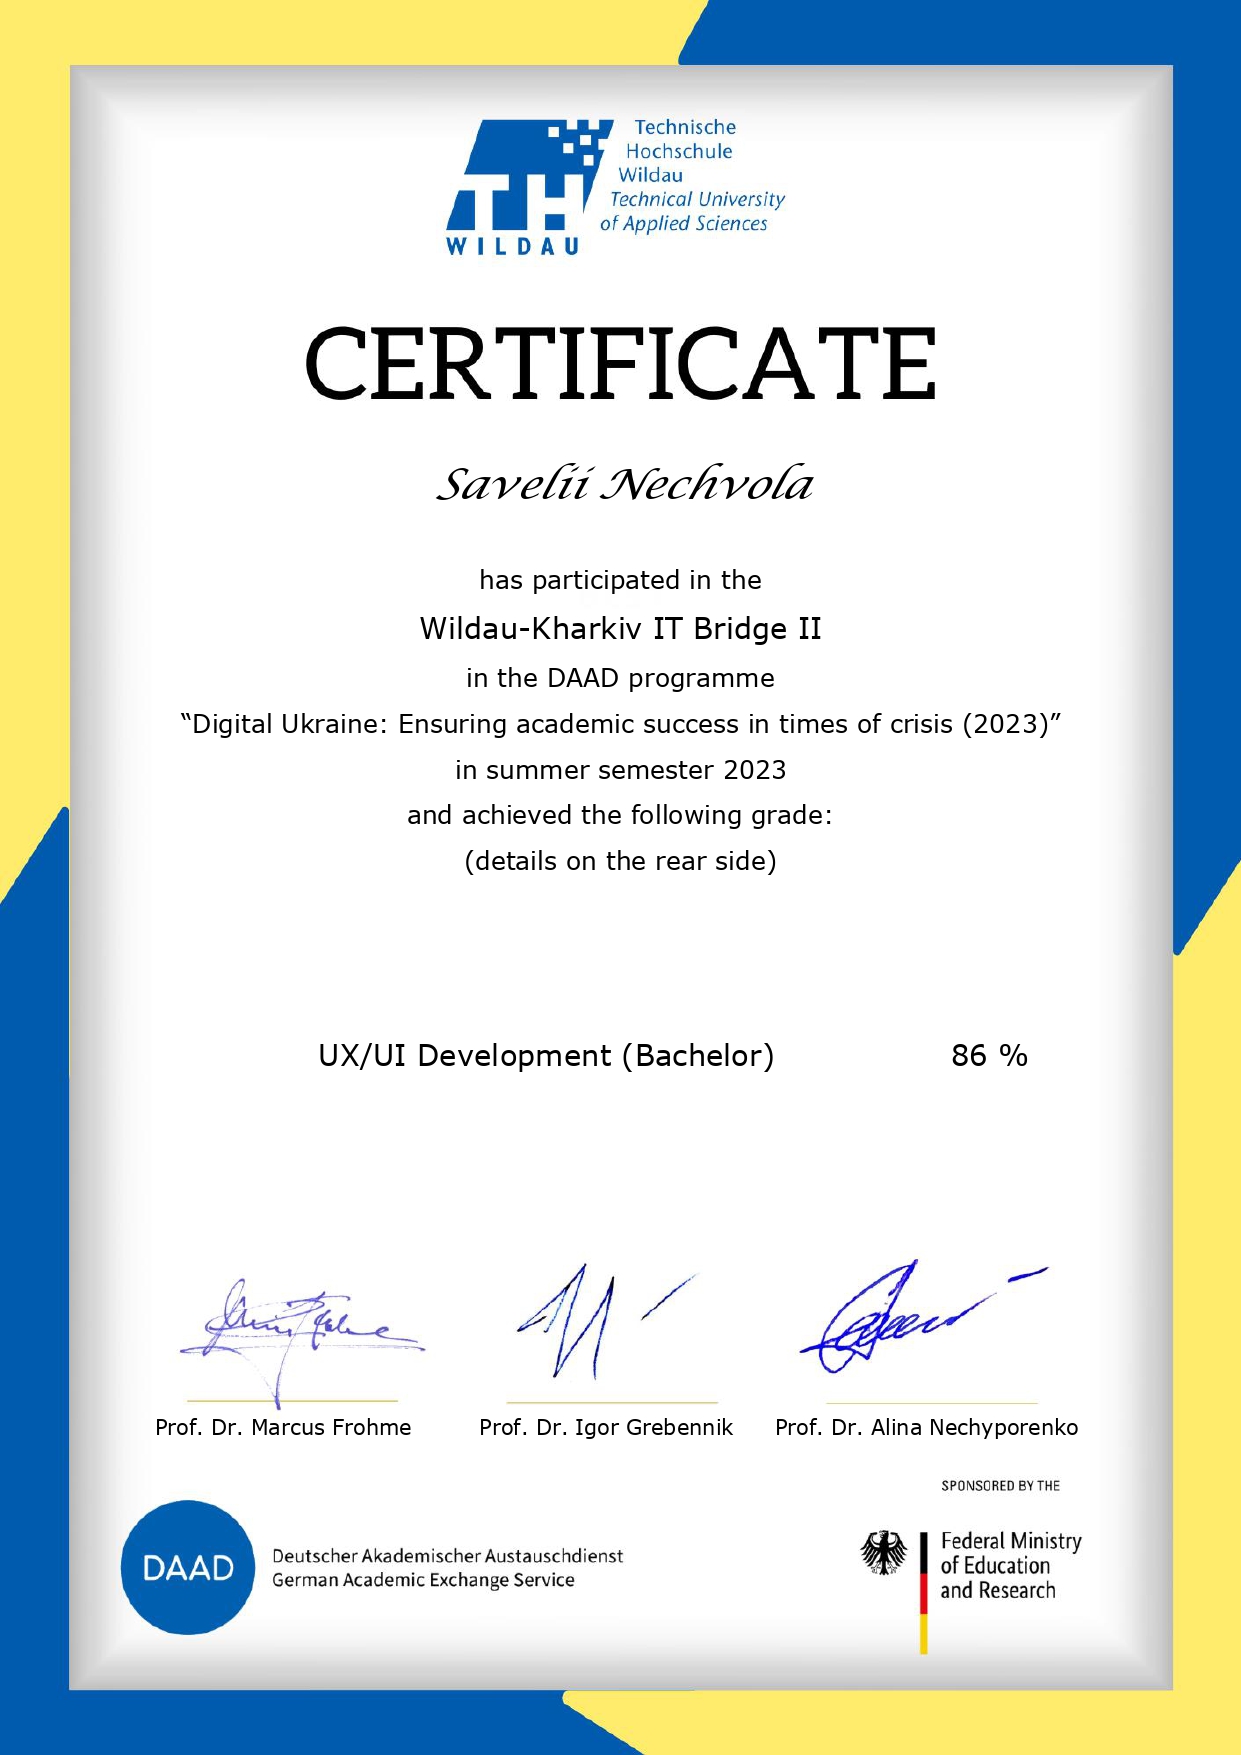 Technische
Hochschule
Wildau
Technical University
of Applied Sciences
TH
WILDAU
CERTIFICATE
Savelii Nechvola
has participated in the
Wildau-Kharkiv IT Bridge II
in the DAAD programme
“Digital Ukraine: Ensuring academic success in times of crisis (2023)”
in summer semester 2023
and achieved the following grade:
(details on the rear side)
UX/UI Development (Bachelor) 86 %
Prof. Dr. Marcus Frohme Prof. Dr. Igor Grebennik Prof. Dr. Alina Nechyporenko
SPONSORED BY THE
DAAD
Deutscher Akademischer Austauschdienst
German Academic Exchange Service
Federal Ministry
of Education
and Research